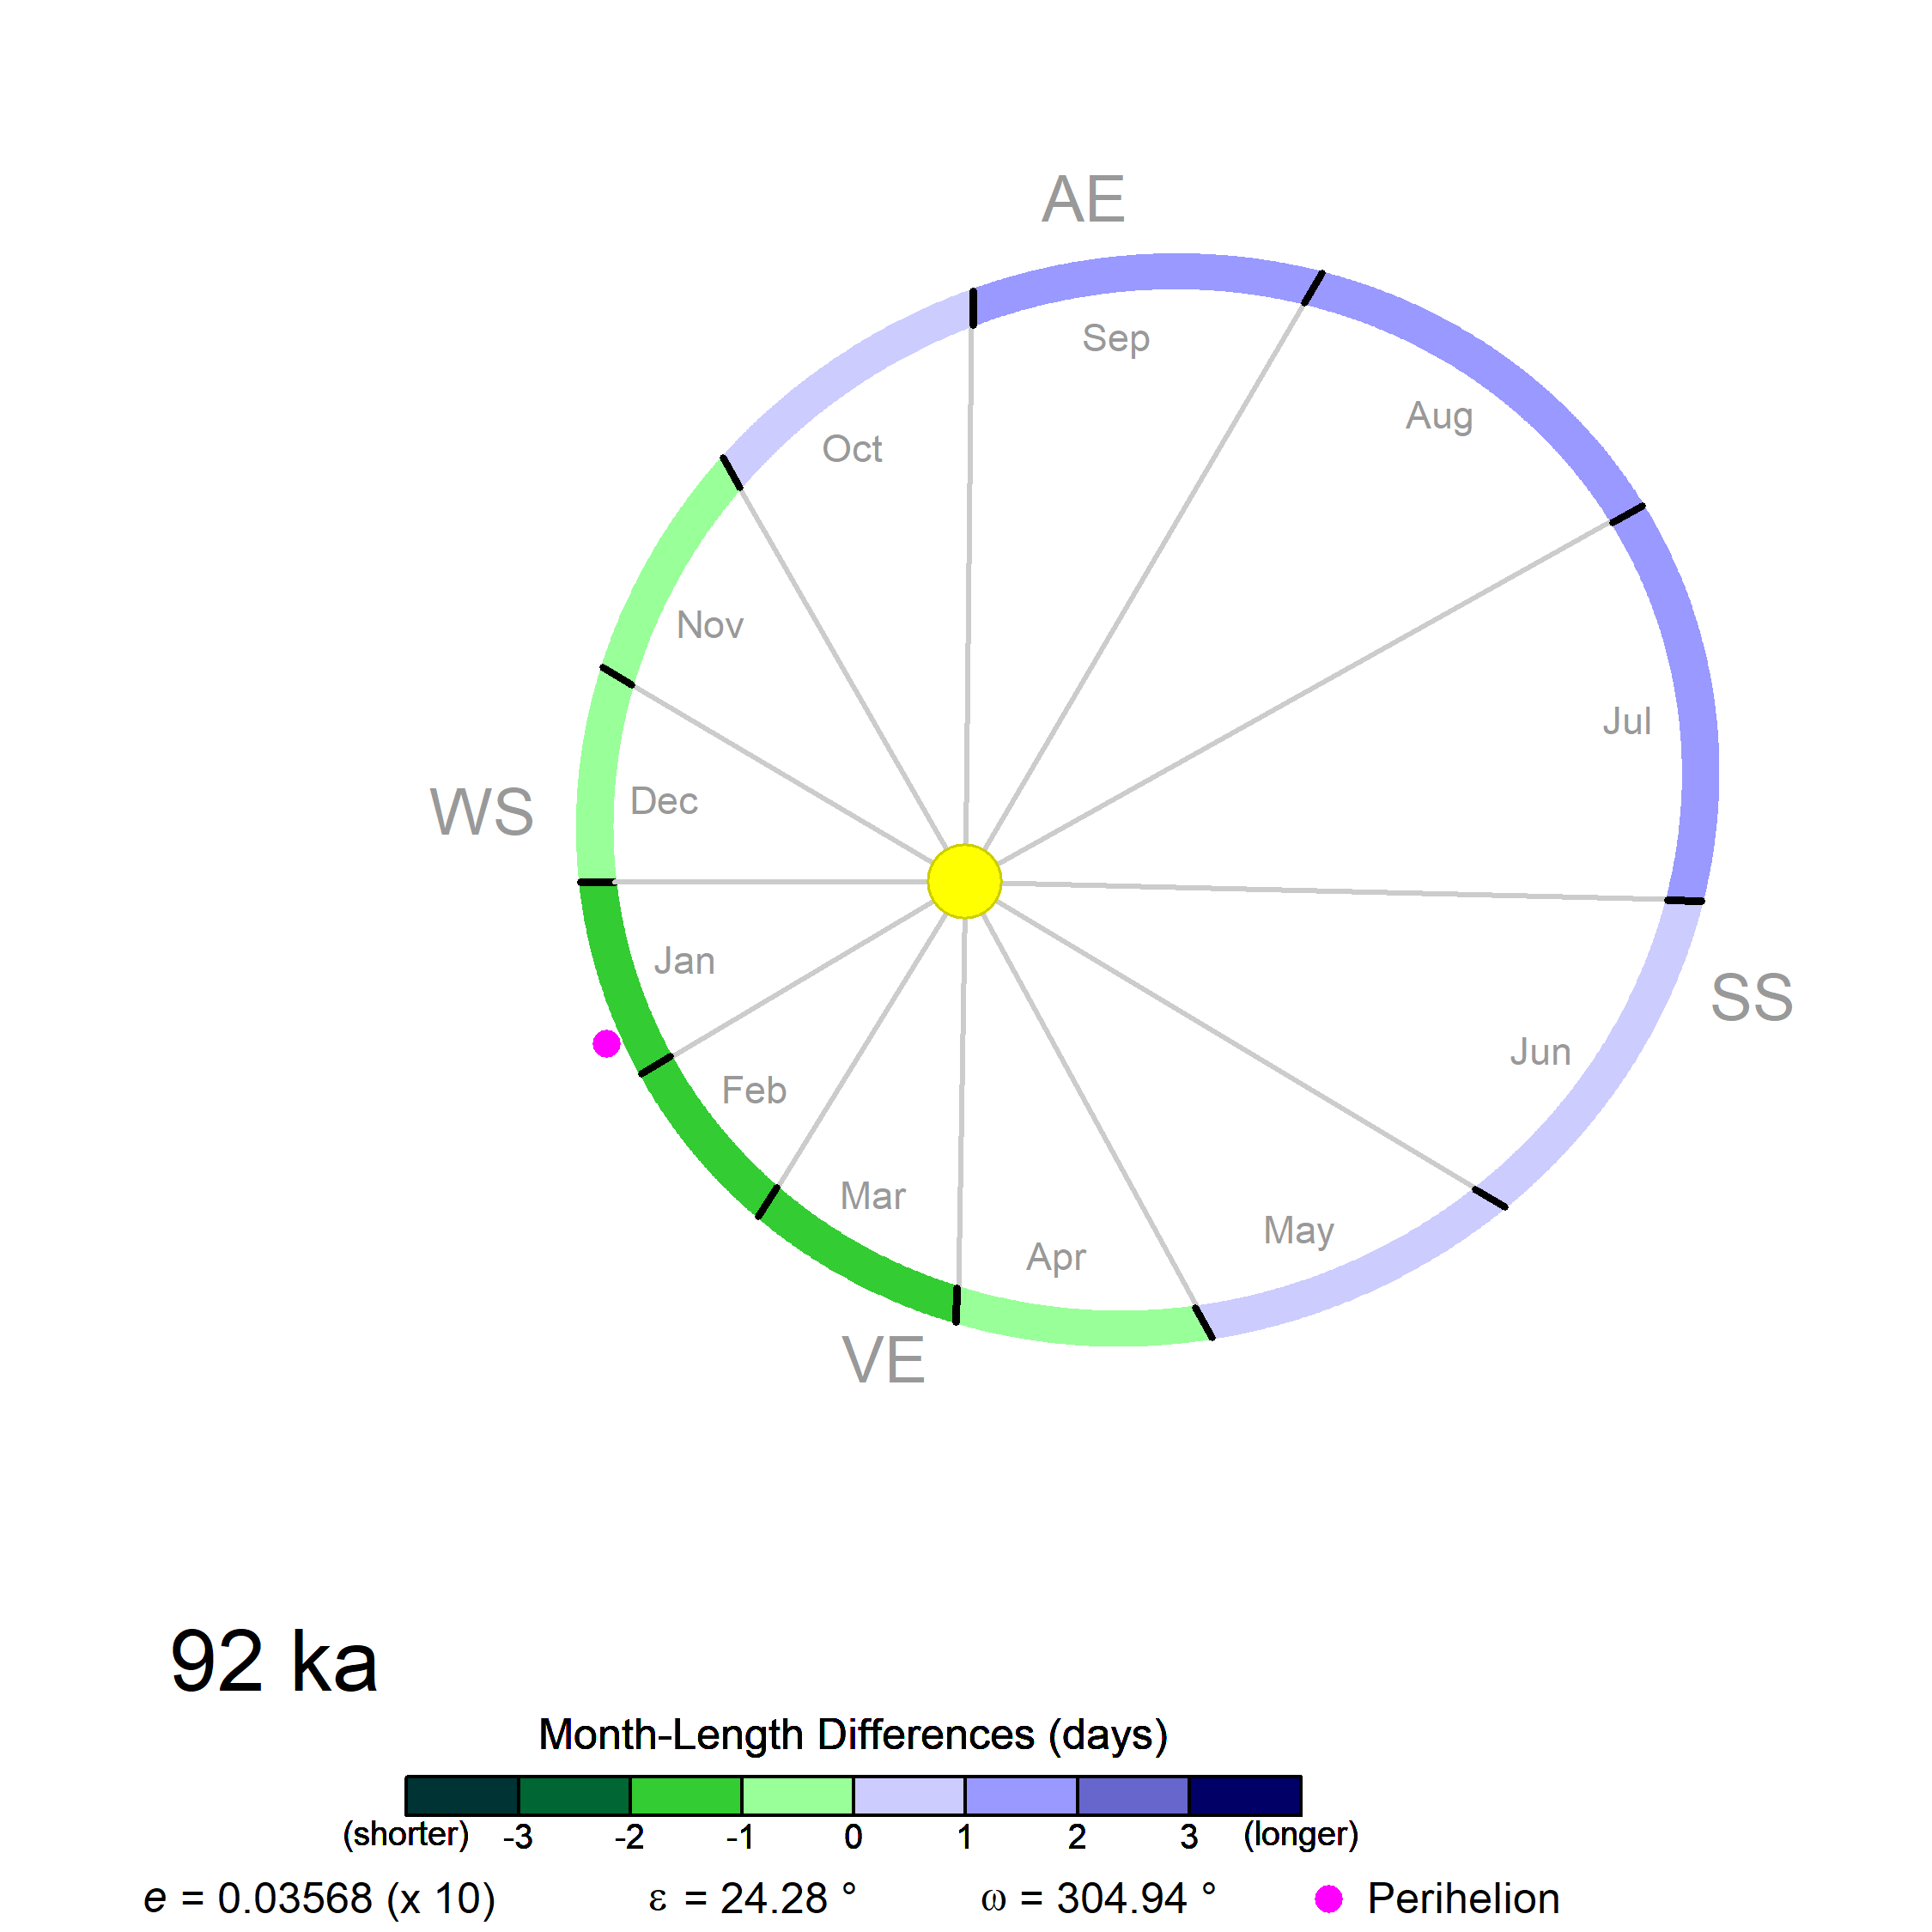 AE
Sep
Aug
Oct
Nov
Jul
WS
Dec
Jan
SS
Jun
Feb
Mar
May
Apr
VE
92 ka
Month-Length Differences (days)
(shorter) -3 -2 -1 0 1 2 3 (longer)
e = 0.03568 (x 10) ε = 24.28 ° ω = 304.94 ° Perihelion